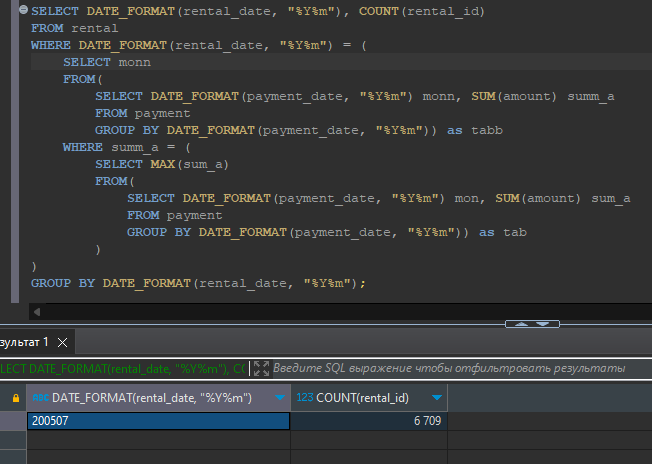 SELECT DATE_FORMAT(rental_date, "%Y%m"), COUNT(rental_id)
FROM rental
WHERE DATE_FORMAT(rental_date, "%Y%m") = (
SELECT monn
FROM(
SELECT DATE_FORMAT(payment_date, "%Y%m") monn, SUM(amount) summ_a
FROM payment
GROUP BY DATE_FORMAT(payment_date, "%Y%m")) as tabb
WHERE summ_a = (
SELECT MAX(sum_a)
FROM(
SELECT DATE_FORMAT(payment_date, "%Y%m") mon, SUM(amount) sum_a
FROM payment
GROUP BY DATE_FORMAT(payment_date, "%Y%m")) as tab
)
)
GROUP BY DATE_FORMAT(rental_date, "%Y%m");
зультат 1
LECT DATE_FORMAT(rental_date, "%Y%m"), CO Введите SQL выражение чтобы отфильтровать результаты
DATE_FORMAT(rental_date, "%Y%m") 123 COUNT(rental_id)
200507 6 709